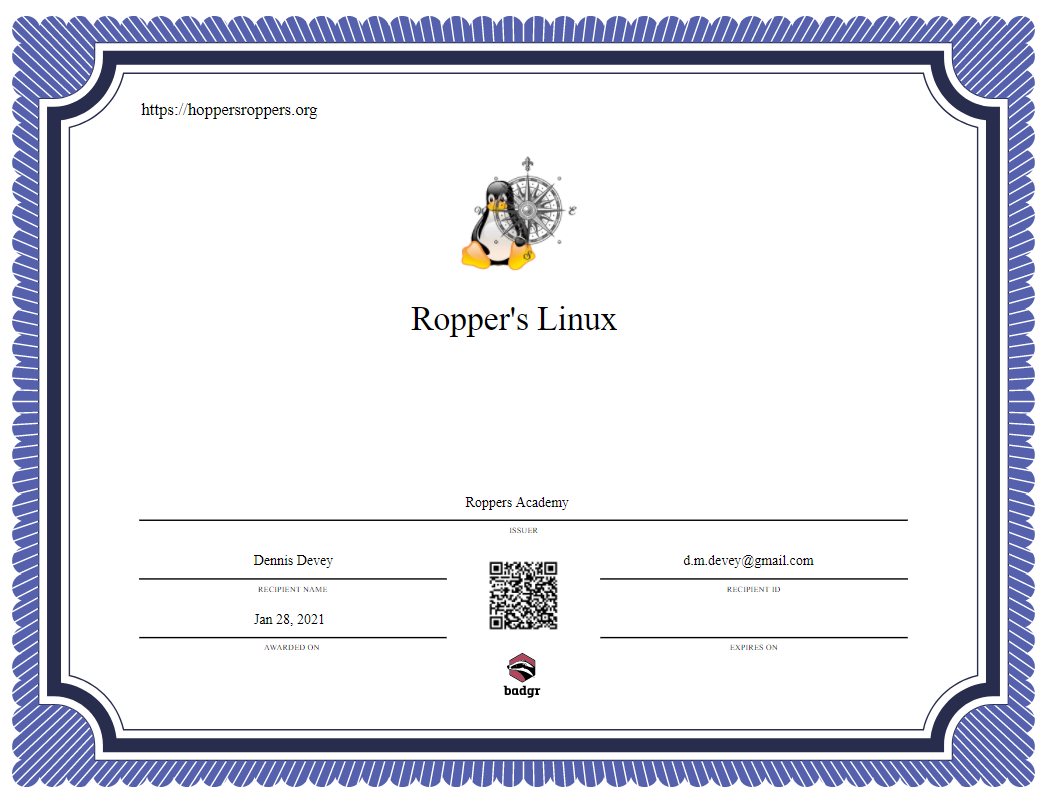 https://hoppersroppers.org
Ropper's Linux
Roppers Academy
ISSUER
Dennis Devey
d.m.devey@gmail.com
RECIPIENT NAME
RECIPIENT ID
Jan 28, 2021
AWARDED ON
EXPIRES ON
badgr